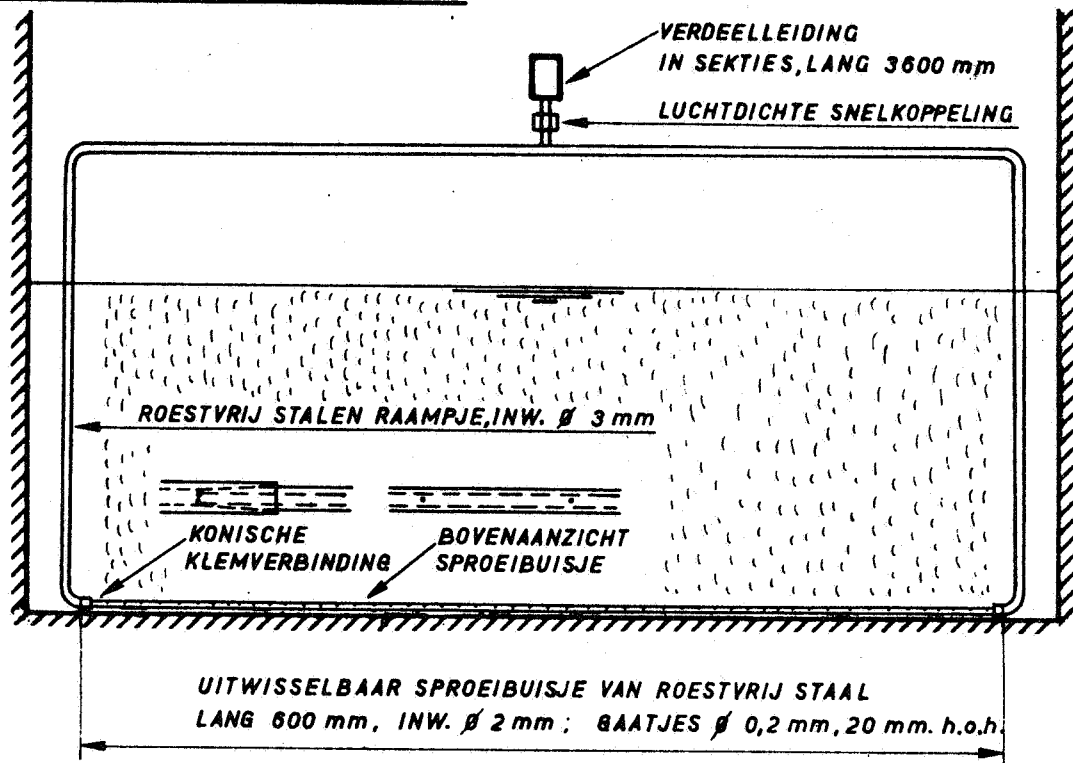 VERDEELLEIDING
IN SEKTIES, LANG 3600 mm
LUCHTDICHTE SNELKOPPELING
ROESTVRIJ STALEN RAAMPJE, INW. Ø 3 mm
KONISCHE
KLEMVERBINDING
BOVENAANZICHT
SPROEIBUISJE
UITWISSELBAAR SPROEIBUISJE VAN ROESTVRIJ STAAL
LANG 600 mm, INW. Ø 2 mm; GAATJES Ø 0,2 mm, 20 mm. h.o.h.